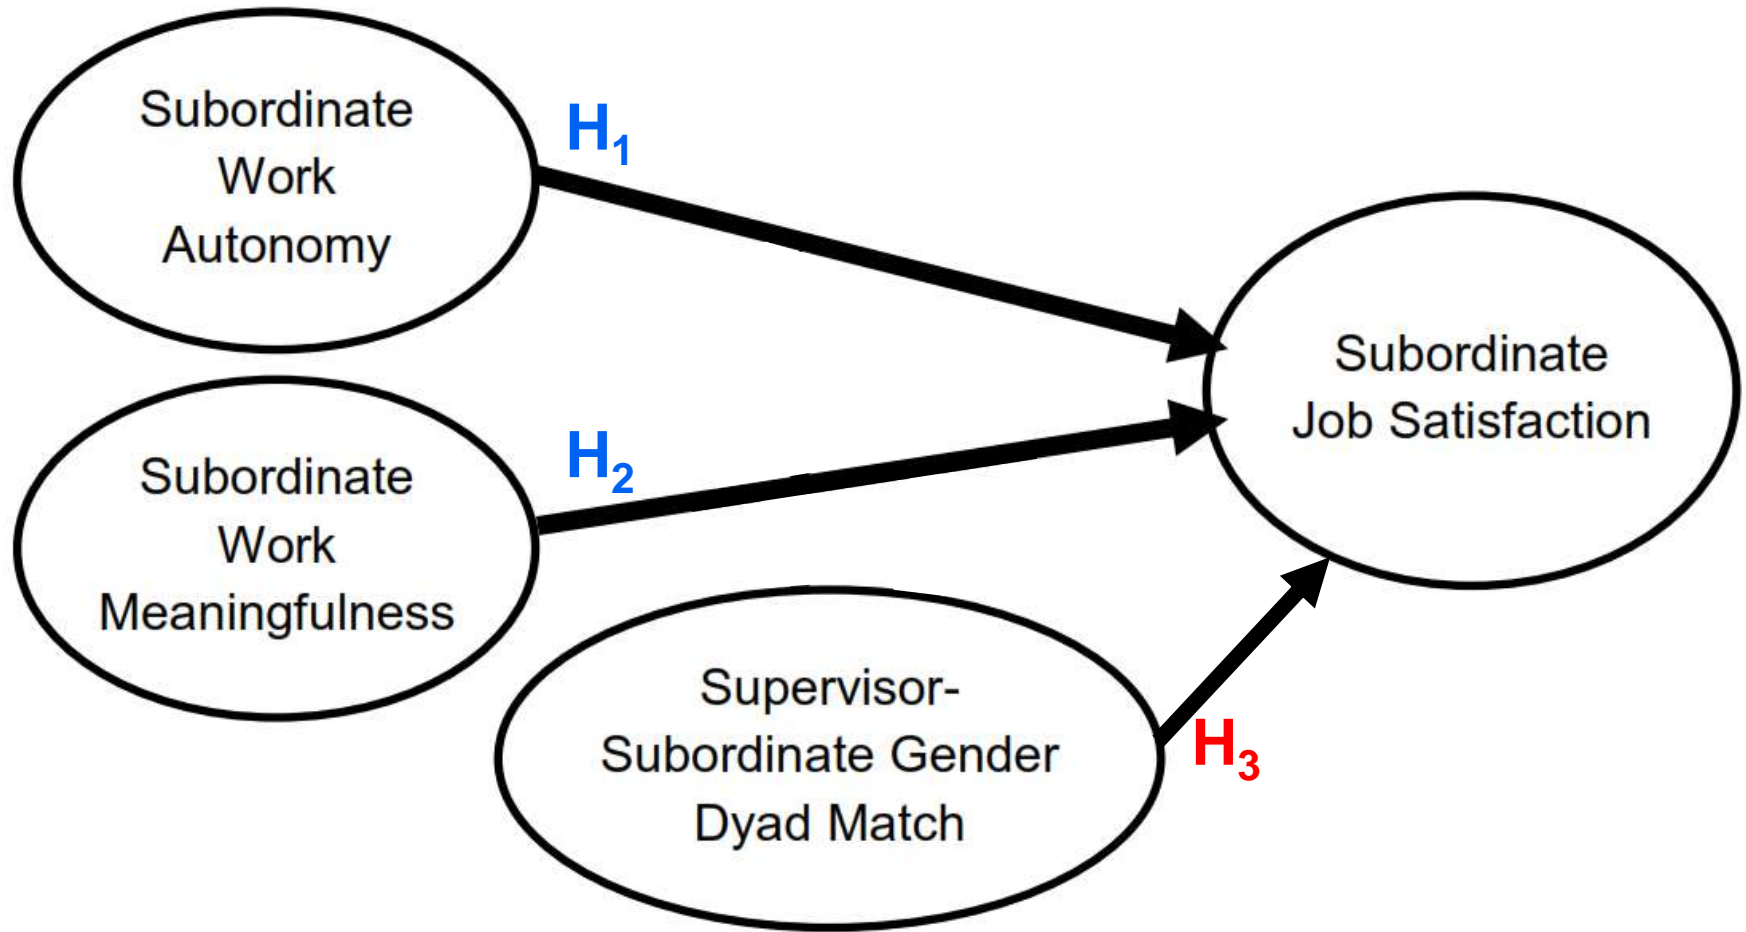 Subordinate
Work
Autonomy
H₁
Subordinate
Job Satisfaction
Subordinate
Work
Meaningfulness
H₂
Supervisor-
Subordinate Gender
Dyad Match
H₃